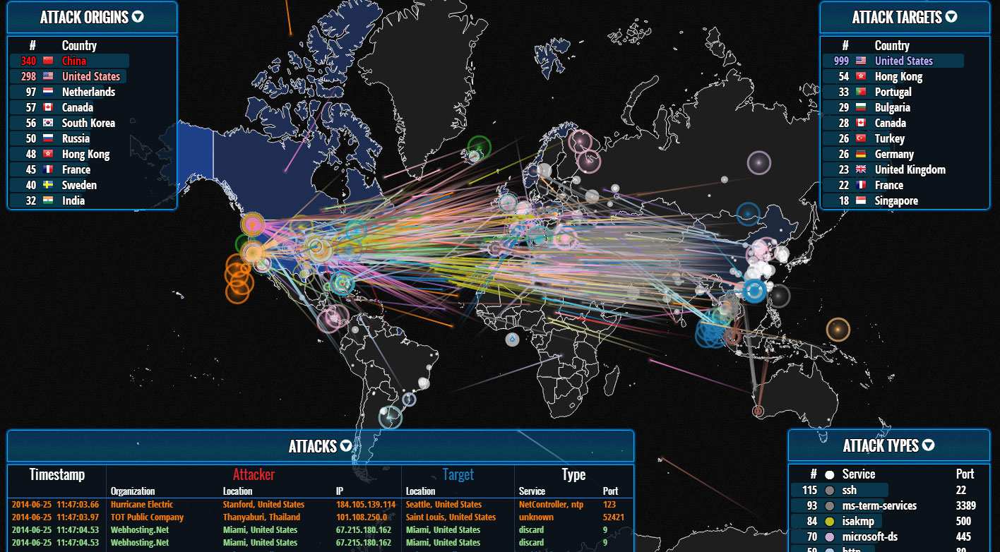 ATTACK ORIGINS
# Country
340 China
298 United States
97 Netherlands
57 Canada
56 South Korea
50 Russia
48 Hong Kong
45 France
40 Sweden
32 India
ATTACK TARGETS
# Country
999 United States
54 Hong Kong
33 Portugal
29 Bulgaria
28 Canada
26 Turkey
26 Germany
23 United Kingdom
22 France
18 Singapore
ATTACKS
Timestamp Attacker Target Type
Organization Location IP Location Service Port
2014-06-25 11:47:03.66 Hurricane Electric Stanford, United States 184.105.139.114 Seattle, United States NetController, ntp 123
2014-06-25 11:47:03.97 TOT Public Company Thanyaburi, Thailand 101.108.250.0 Saint Louis, United States unknown 52421
2014-06-25 11:47:04.53 Webhosting.Net Miami, United States 67.215.180.162 Miami, United States discard 9
2014-06-25 11:47:04.53 Webhosting.Net Miami, United States 67.215.180.162 Miami, United States discard 9
ATTACK TYPES
# Service Port
115 ssh 22
93 ms-term-services 3389
84 isakmp 500
70 microsoft-ds 445
59 http 80